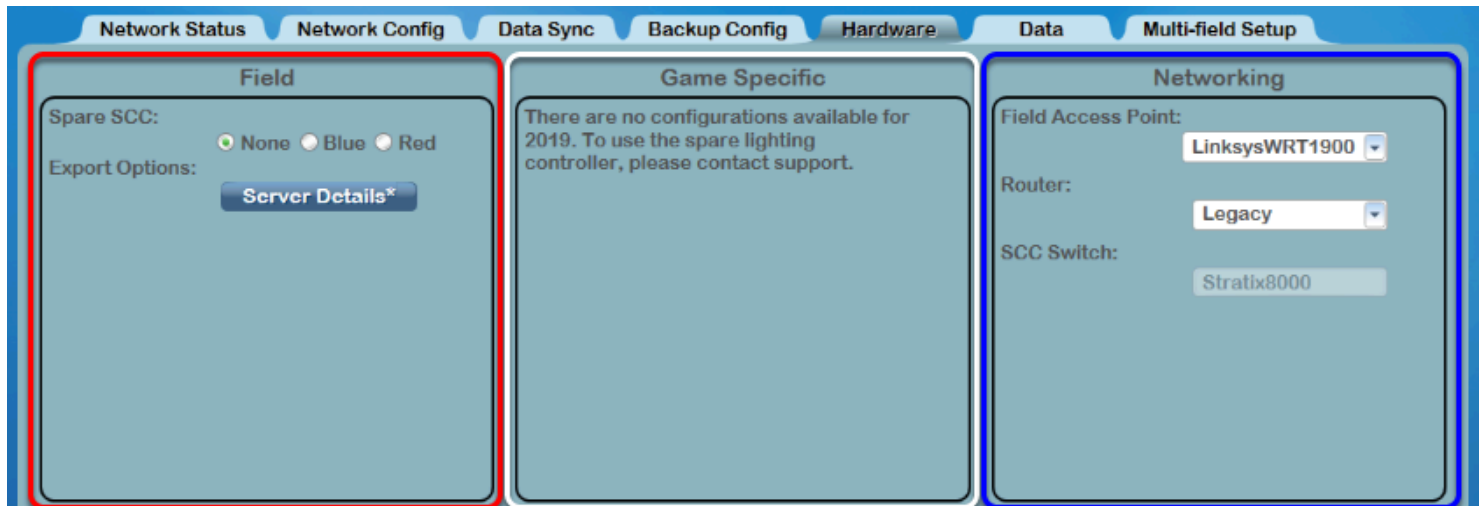 Network Status Network Config Data Sync Backup Config Hardware Data Multi-field Setup
Field
Spare SCC:
None Blue Red
Export Options:
Server Details*
Game Specific
There are no configurations available for
2019. To use the spare lighting
controller, please contact support.
Networking
Field Access Point:
LinksysWRT1900
Router:
Legacy
SCC Switch:
Stratix8000